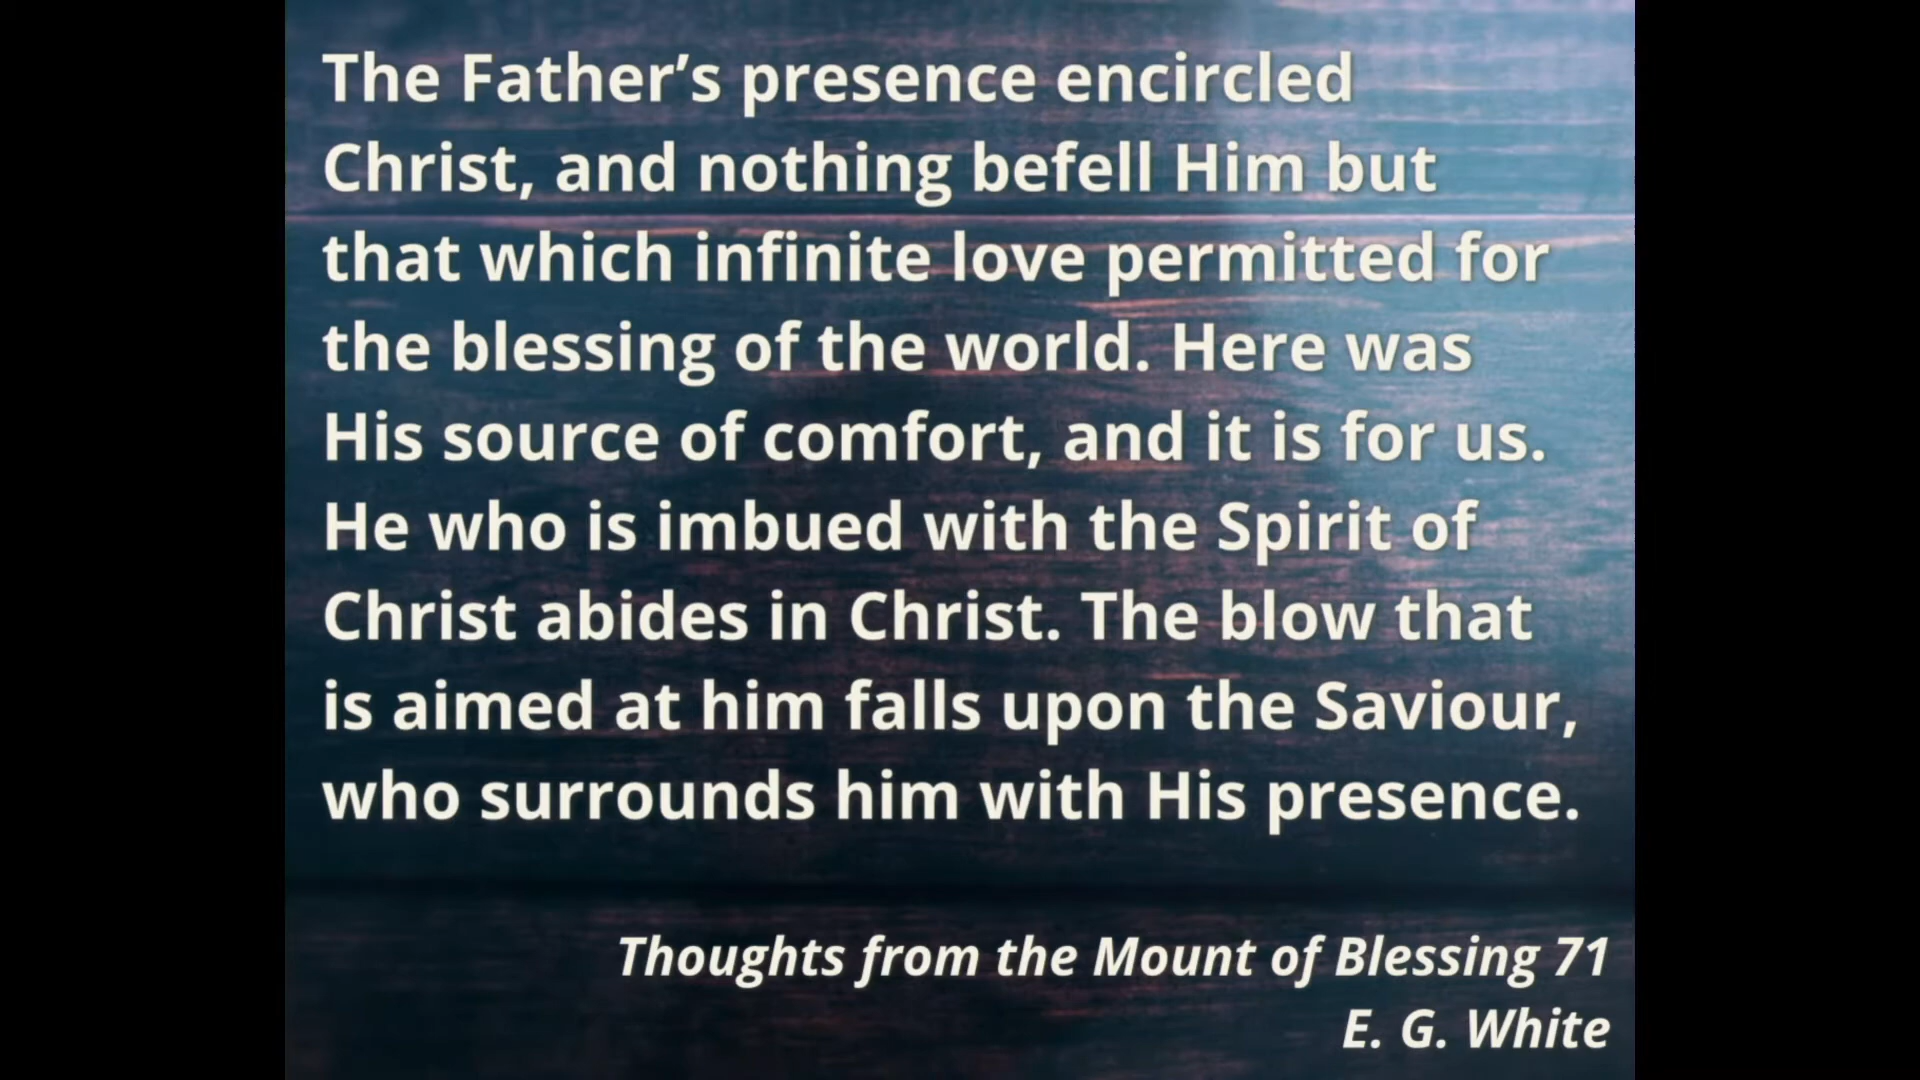 The Father’s presence encircled
Christ, and nothing befell Him but
that which infinite love permitted for
the blessing of the world. Here was
His source of comfort, and it is for us.
He who is imbued with the Spirit of
Christ abides in Christ. The blow that
is aimed at him falls upon the Saviour,
who surrounds him with His presence.
Thoughts from the Mount of Blessing 71
E. G. White